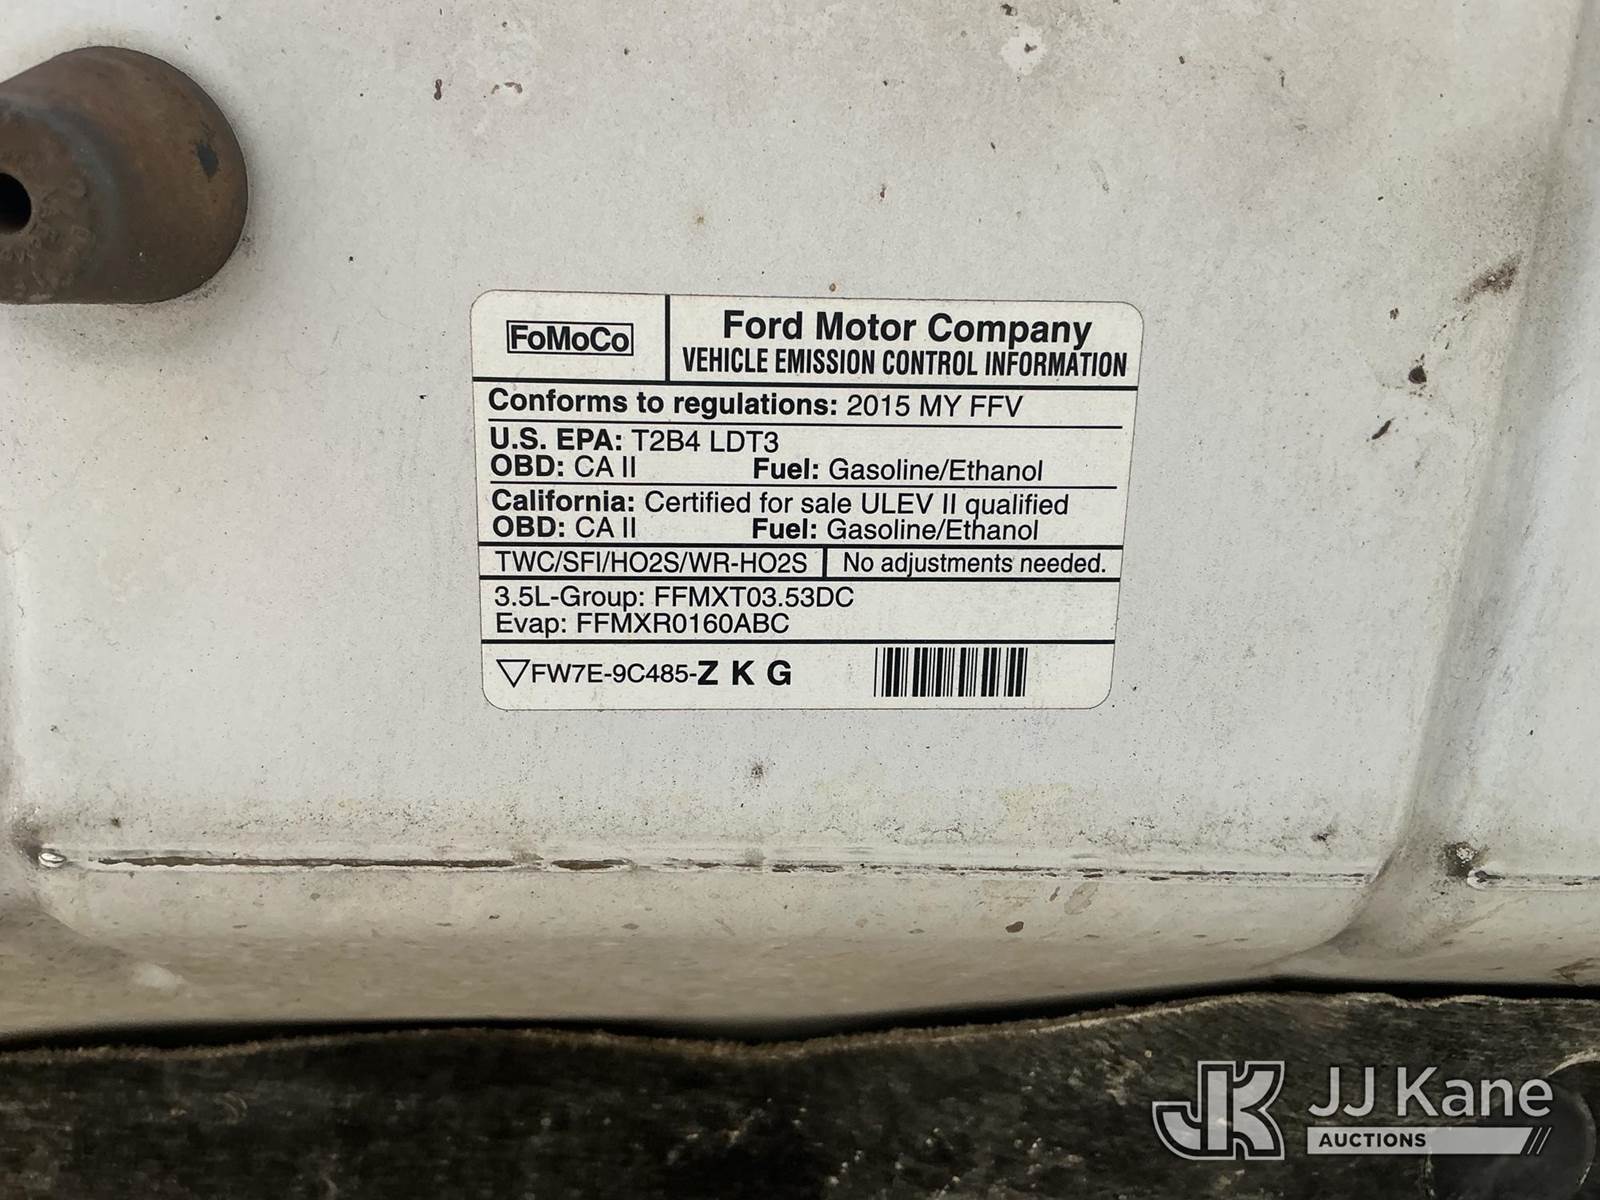 FoMoCo
Ford Motor Company
VEHICLE EMISSION CONTROL INFORMATION
Conforms to regulations: 2015 MY FFV
U.S. EPA: T2B4 LDT3
OBD: CA II Fuel: Gasoline/Ethanol
California: Certified for sale ULEV II qualified
OBD: CA II Fuel: Gasoline/Ethanol
TWC/SFI/HO2S/WR-HO2S No adjustments needed.
3.5L-Group: FFMXT03.53DC
Evap: FFMXR0160ABC
▽FW7E-9C485-Z K G
JK JJ Kane
AUCTIONS